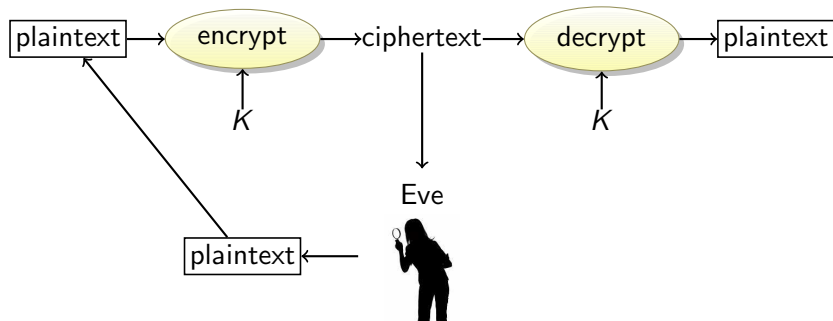 plaintext encrypt ciphertext decrypt plaintext
K K
Eve
plaintext